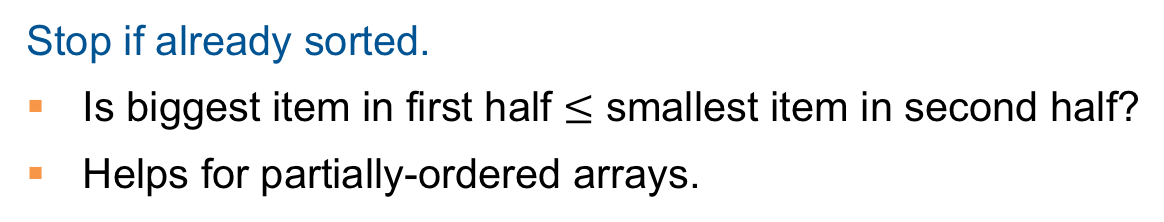 Stop if already sorted.
▪ Is biggest item in first half ≤ smallest item in second half?
▪ Helps for partially-ordered arrays.